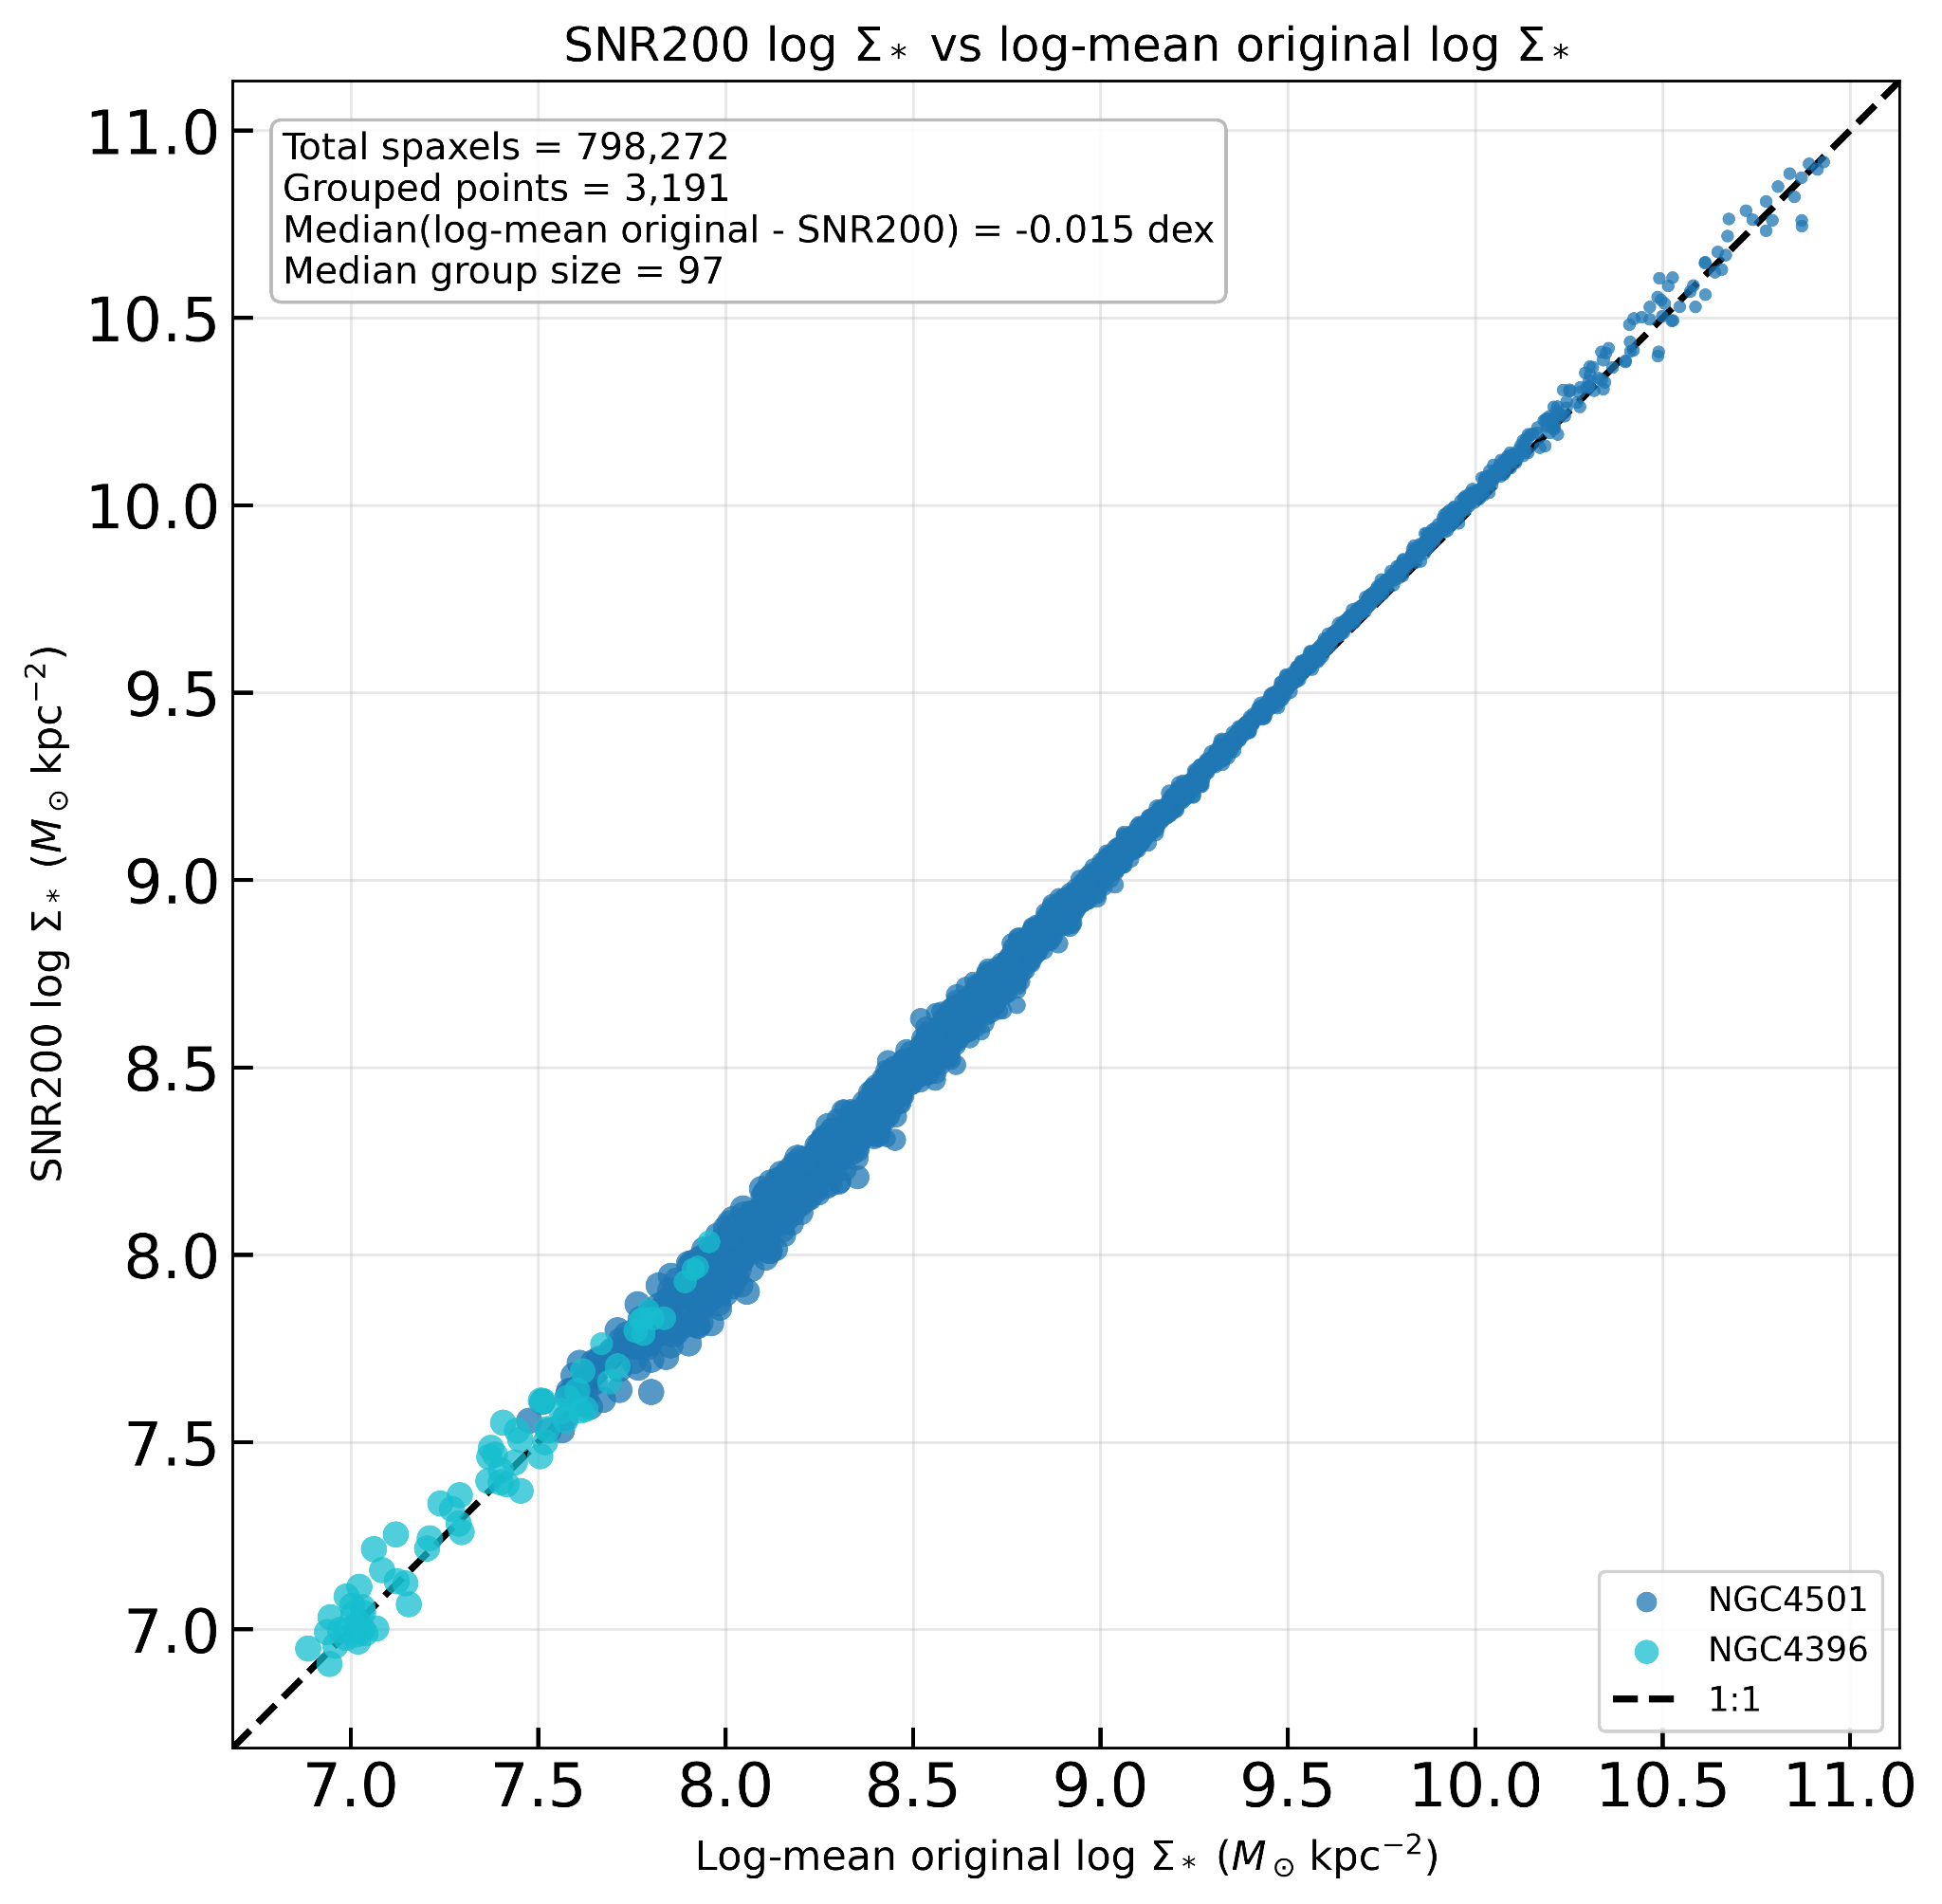 SNR200 log Σ* vs log-mean original log Σ*
Total spaxels = 798,272
Grouped points = 3,191
Median(log-mean original - SNR200) = -0.015 dex
Median group size = 97
11.0
10.5
10.0
9.5
9.0
8.5
8.0
7.5
7.0
SNR200 log Σ* (M⊙ kpc⁻²)
NGC4501
NGC4396
1:1
7.0 7.5 8.0 8.5 9.0 9.5 10.0 10.5 11.0
Log-mean original log Σ* (M⊙ kpc⁻²)